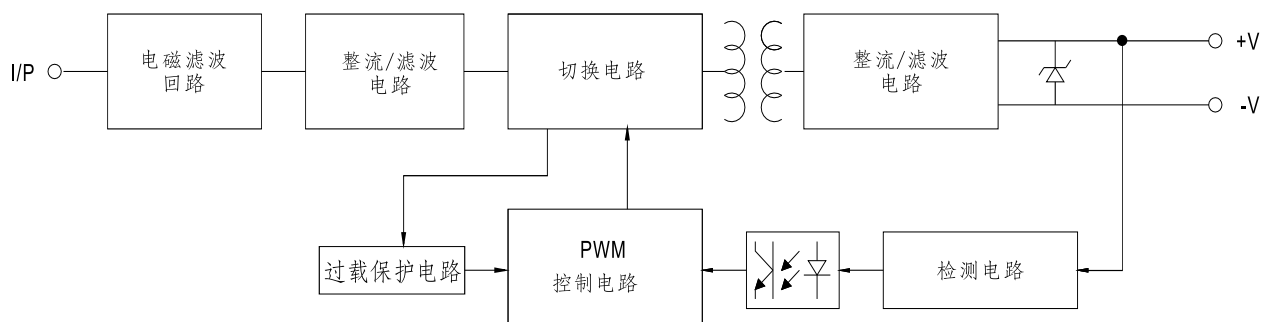 I/P
电磁滤波
回路
整流/滤波
电路
切换电路
整流/滤波
电路
+V
-V
过载保护电路
PWM
控制电路
检测电路